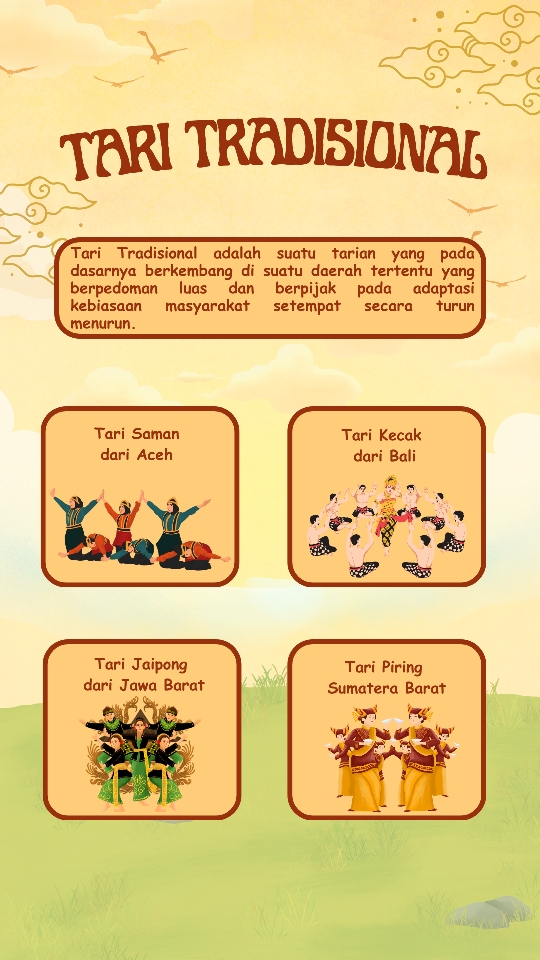 TARI TRADISIONAL
Tari Tradisional adalah suatu tarian yang pada
dasarnya berkembang di suatu daerah tertentu yang
berpedoman luas dan berpijak pada adaptasi
kebiasaan masyarakat setempat secara turun
menurun.
Tari Saman
dari Aceh
Tari Kecak
dari Bali
Tari Jaipong
dari Jawa Barat
Tari Piring
Sumatera Barat